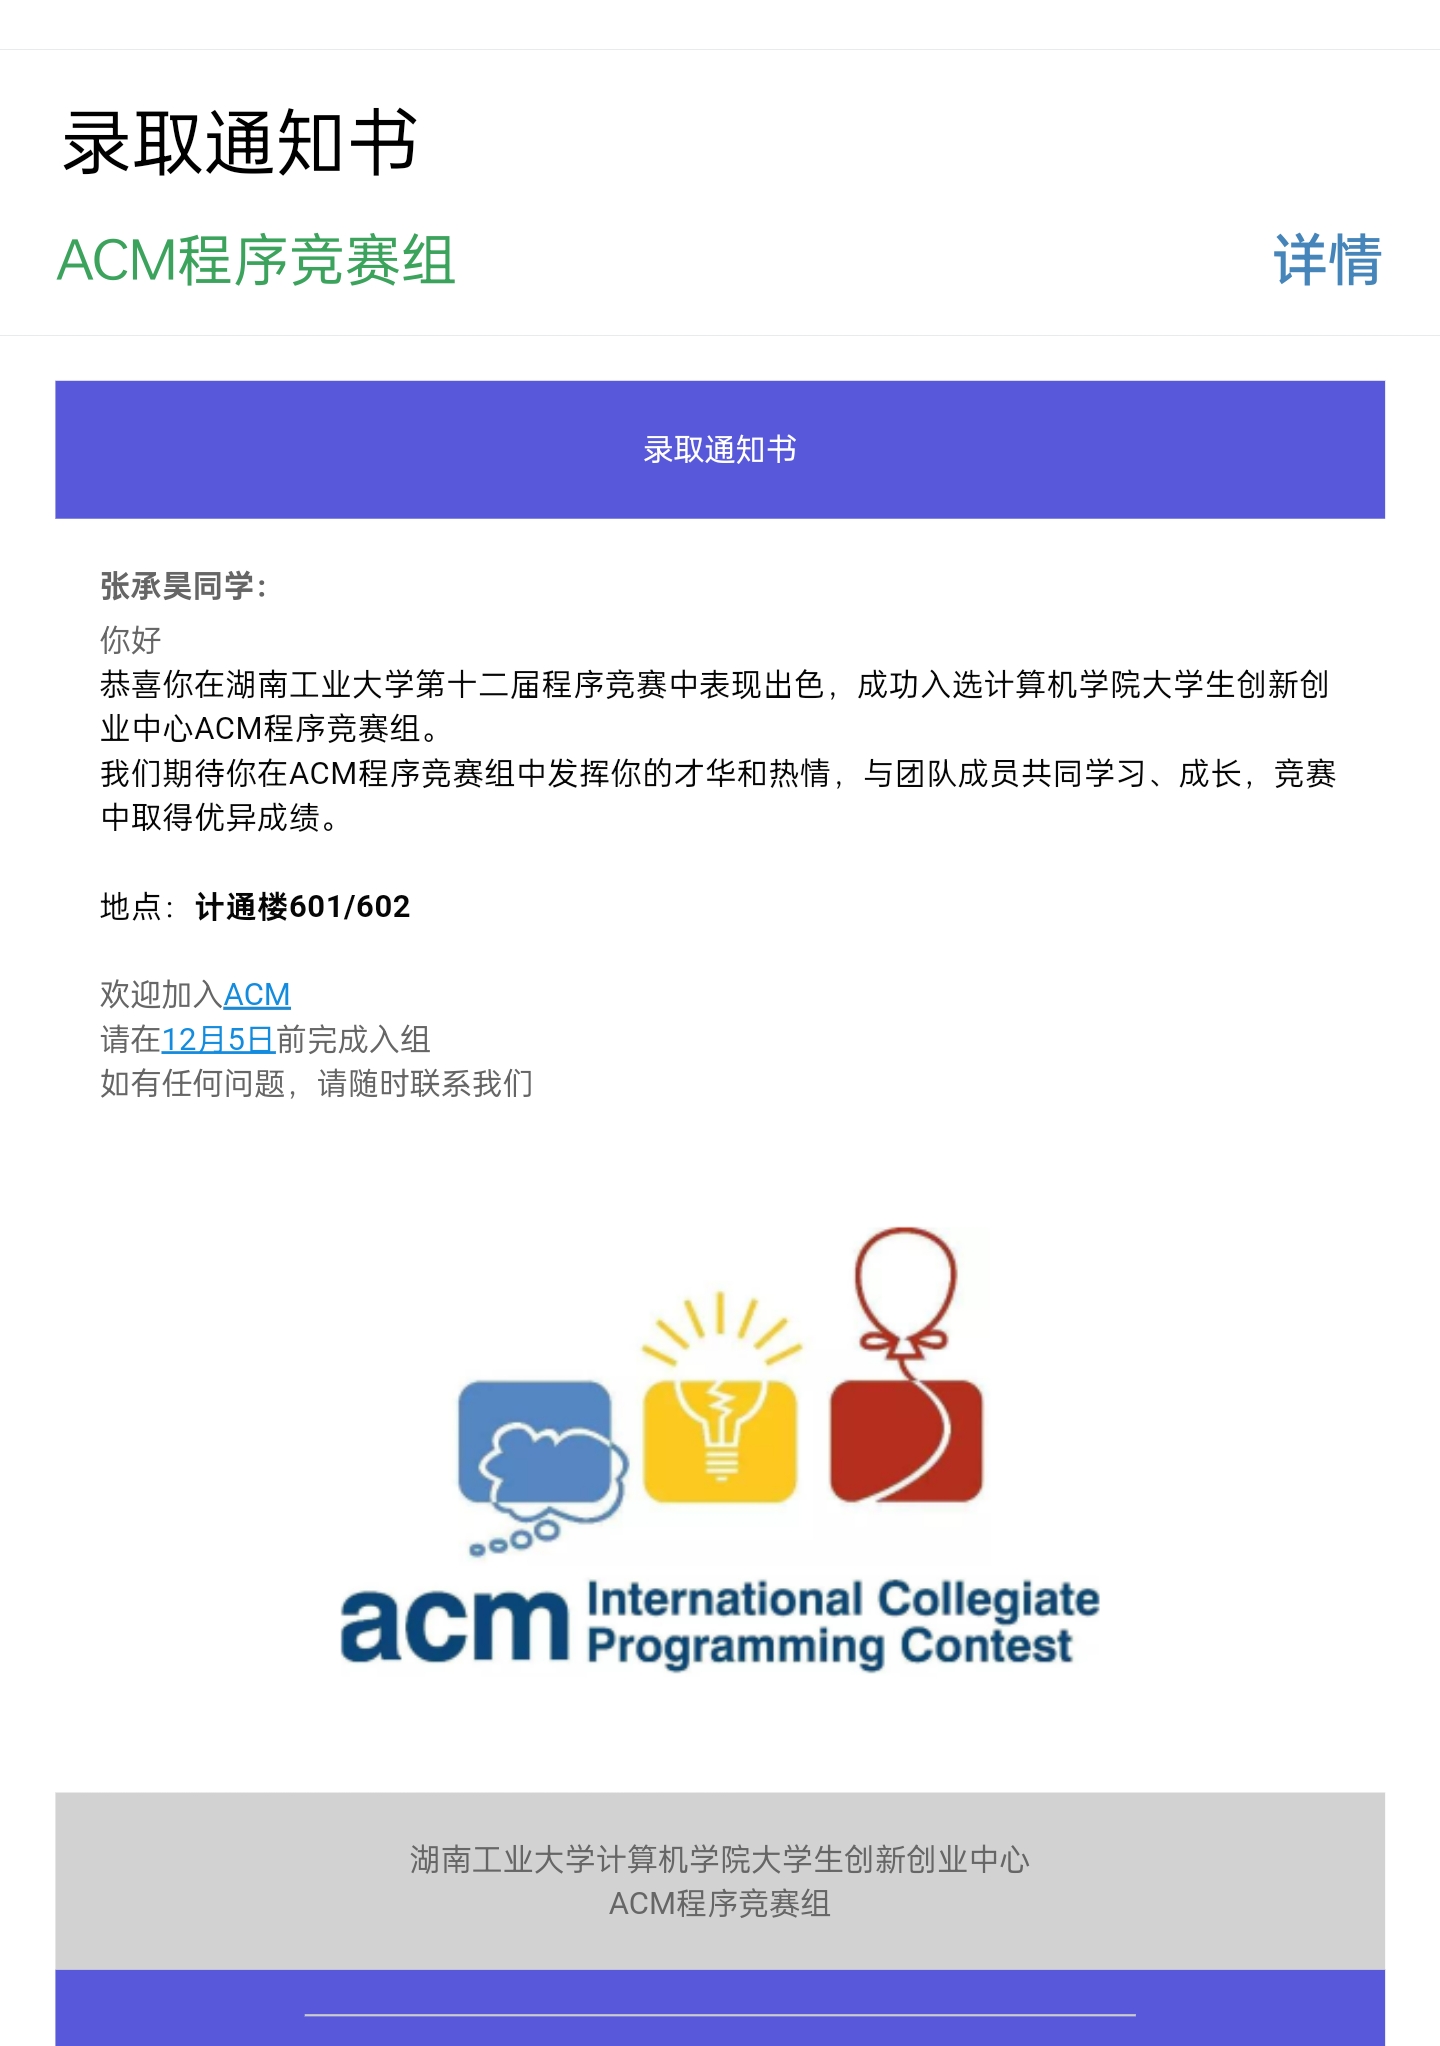 录取通知书
ACM程序竞赛组
详情
录取通知书
张承昊同学：
你好
恭喜你在湖南工业大学第十二届程序竞赛中表现出色，成功入选计算机学院大学生创新创
业中心ACM程序竞赛组。
我们期待你在ACM程序竞赛组中发挥你的才华和热情，与团队成员共同学习、成长，竞赛
中取得优异成绩。
地点：计通楼601/602
欢迎加入ACM
请在12月5日前完成入组
如有任何问题，请随时联系我们
acm International Collegiate
Programming Contest
湖南工业大学计算机学院大学生创新创业中心
ACM程序竞赛组